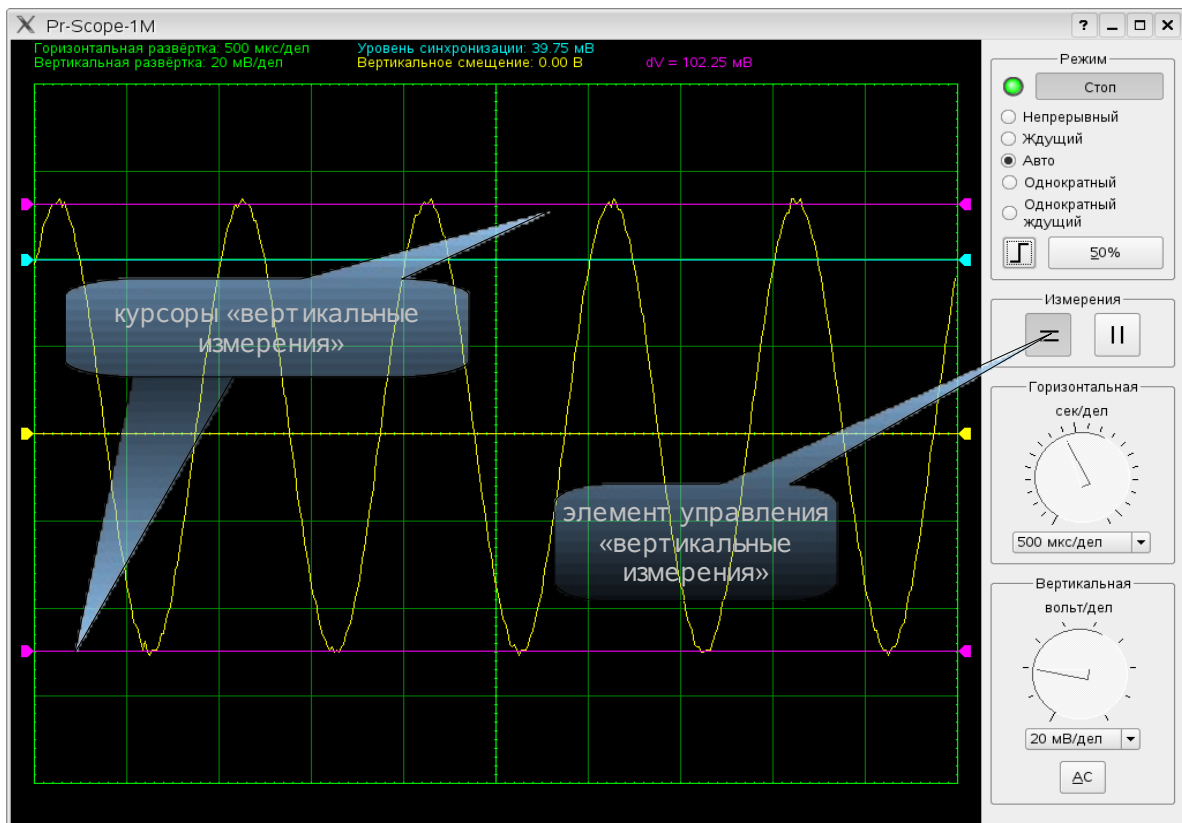 Pr-Scope-1M
Горизонтальная развёртка: 500 мкс/дел
Уровень синхронизации: 39.75 мВ
Вертикальная развёртка: 20 мВ/дел
Вертикальное смещение: 0.00 В
dV = 102.25 мВ
курсоры «вертикальные
измерения»
элемент управления
«вертикальные
измерения»
Режим
Стоп
Непрерывный
Ждущий
Авто
Однократный
Однократный
ждущий
50%
Измерения
Горизонтальная
сек/дел
500 мкс/дел
Вертикальная
вольт/дел
20 мВ/дел
AC